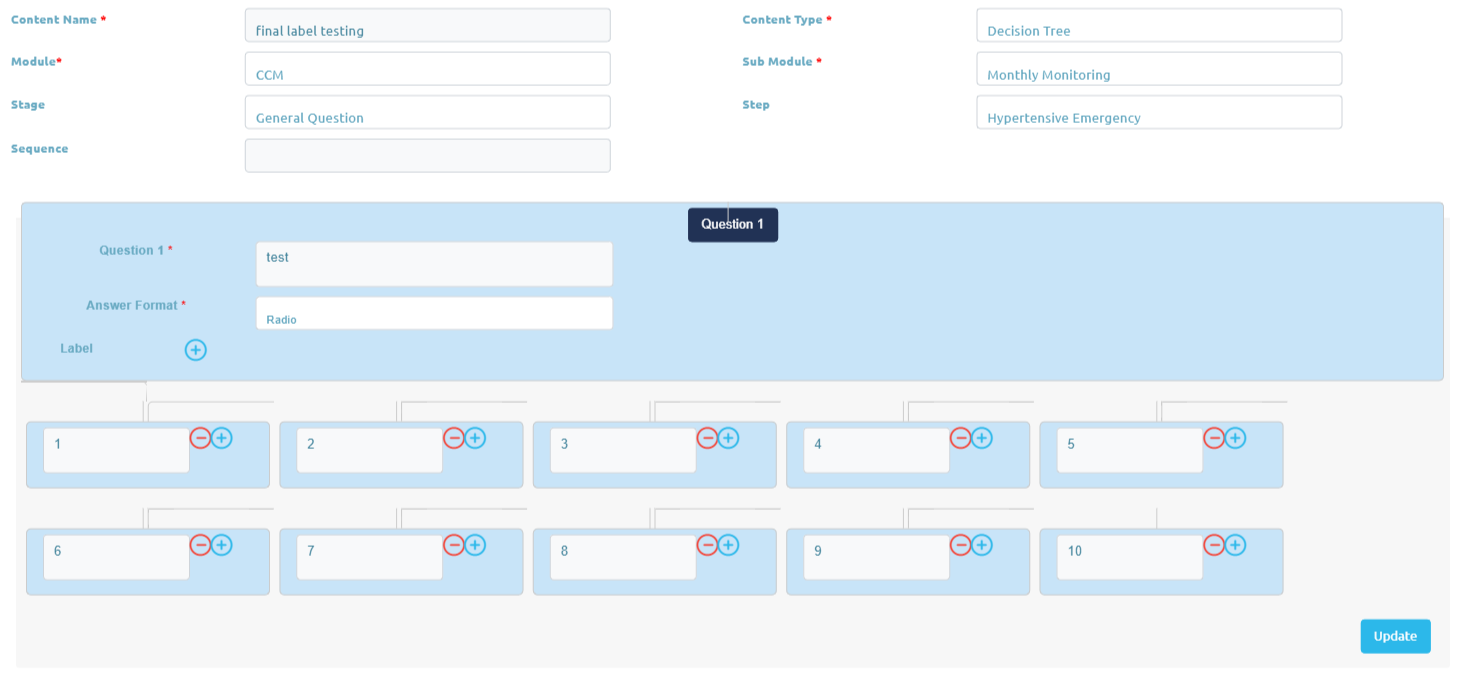 Content Name * final label testing Content Type * Decision Tree
Module* CCM Sub Module * Monthly Monitoring
Stage General Question Step Hypertensive Emergency
Sequence
Question 1
Question 1 * test
Answer Format * Radio
Label
1 2 3 4 5
6 7 8 9 10
Update